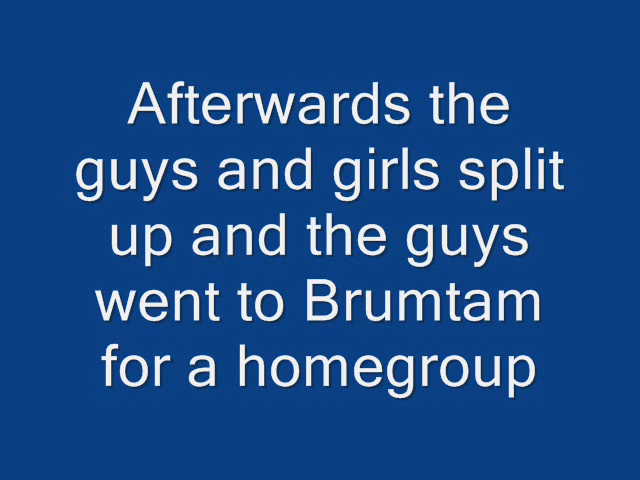 Afterwards the
guys and girls split
up and the guys
went to Brumtam
for a homegroup